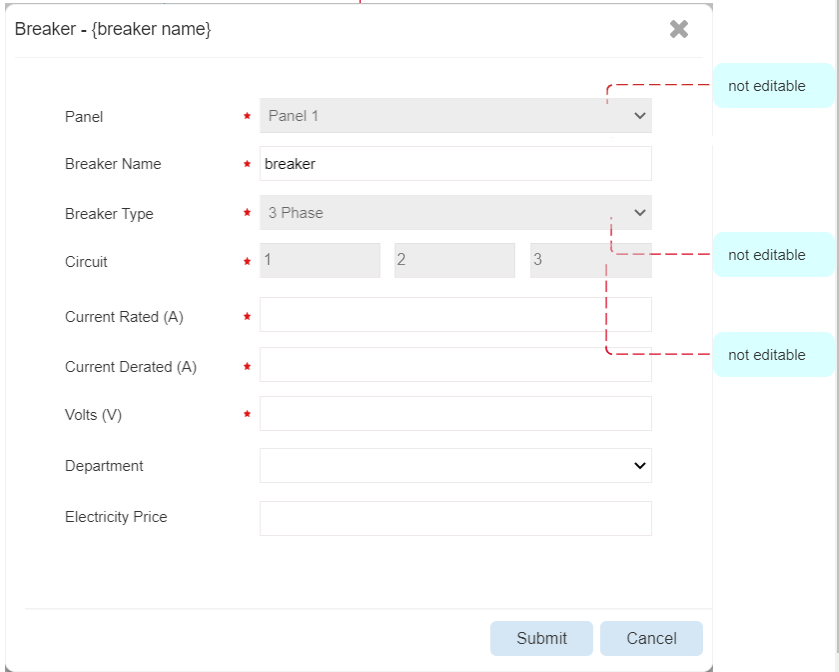 Breaker - {breaker name}
not editable
Panel * Panel 1
Breaker Name * breaker
Breaker Type * 3 Phase
not editable
Circuit * 1 2 3
Current Rated (A) *
not editable
Current Derated (A) *
Volts (V) *
Department
Electricity Price
Submit Cancel